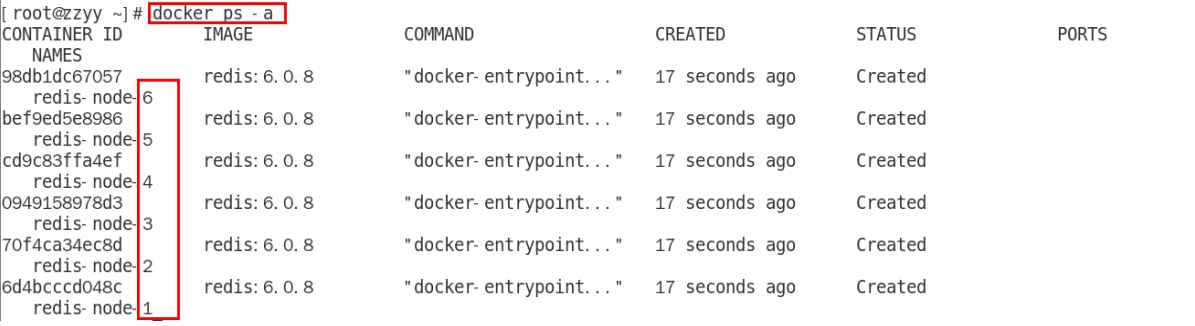 [root@zzyy ~]# docker ps -a
CONTAINER ID IMAGE COMMAND CREATED STATUS PORTS
NAMES
98db1dc67057 redis:6.0.8 "docker-entrypoint..." 17 seconds ago Created
redis-node-6
bef9ed5e8986 redis:6.0.8 "docker-entrypoint..." 17 seconds ago Created
redis-node-5
cd9c83ffa4ef redis:6.0.8 "docker-entrypoint..." 17 seconds ago Created
redis-node-4
0949158978d3 redis:6.0.8 "docker-entrypoint..." 17 seconds ago Created
redis-node-3
70f4ca34ec8d redis:6.0.8 "docker-entrypoint..." 17 seconds ago Created
redis-node-2
6d4bcccd048c redis:6.0.8 "docker-entrypoint..." 17 seconds ago Created
redis-node-1